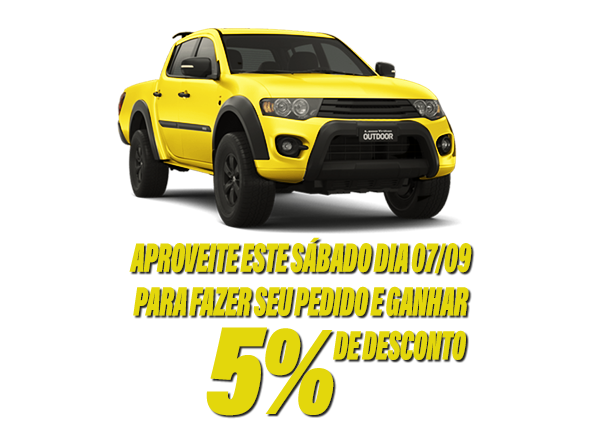 OUTDOOR
APROVEITE ESTE SÁBADO DIA 07/09
PARA FAZER SEU PEDIDO E GANHAR
5% DE DESCONTO